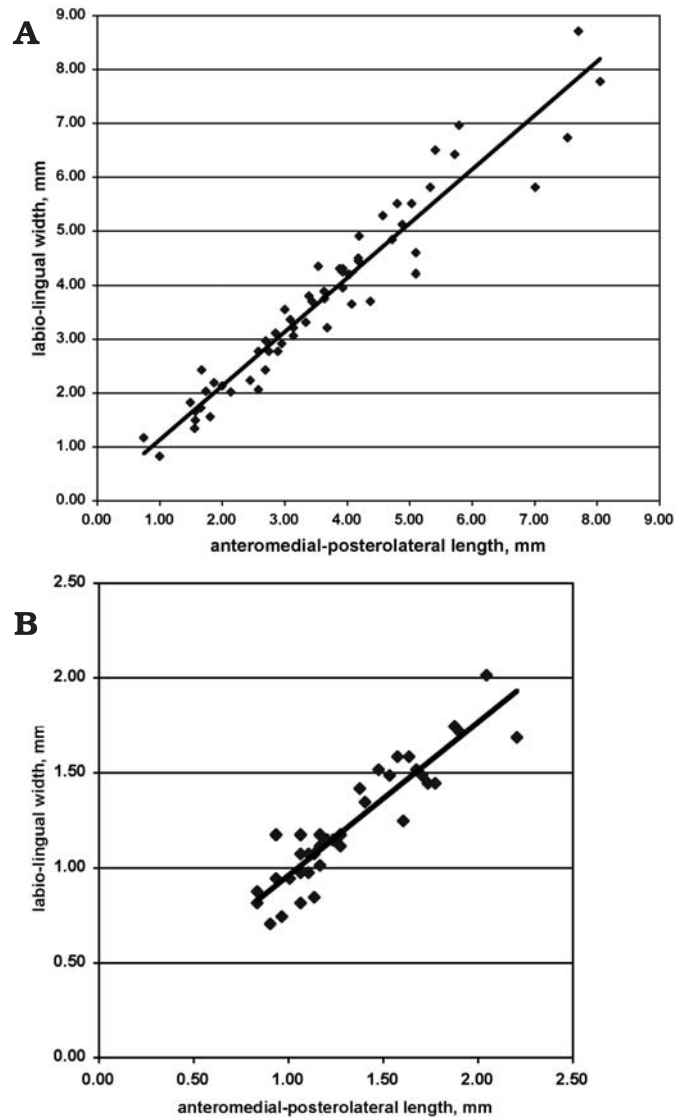 A
9.00
8.00
7.00
6.00
5.00
4.00
3.00
2.00
1.00
0.00
labio-lingual width, mm
0.00 1.00 2.00 3.00 4.00 5.00 6.00 7.00 8.00 9.00
anteromedial-posterolateral length, mm
B
2.50
2.00
1.50
1.00
0.50
0.00
labio-lingual width, mm
0.00 0.50 1.00 1.50 2.00 2.50
anteromedial-posterolateral length, mm